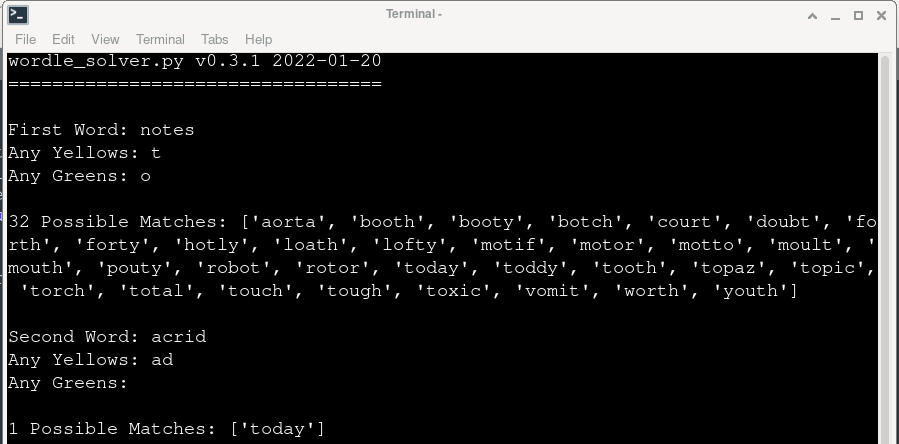 Terminal -
File Edit View Terminal Tabs Help
wordle_solver.py v0.3.1 2022-01-20
==================================
First Word: notes
Any Yellows: t
Any Greens: o
32 Possible Matches: ['aorta', 'booth', 'booty', 'botch', 'court', 'doubt', 'fo
rth', 'forty', 'hotly', 'loath', 'lofty', 'motif', 'motor', 'motto', 'moult', '
mouth', 'pouty', 'robot', 'rotor', 'today', 'toddy', 'tooth', 'topaz', 'topic',
'torch', 'total', 'touch', 'tough', 'toxic', 'vomit', 'worth', 'youth']
Second Word: acrid
Any Yellows: ad
Any Greens:
1 Possible Matches: ['today']